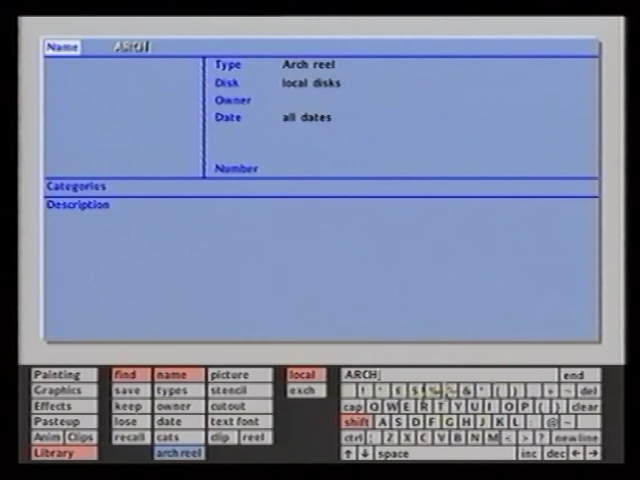 Name ARCH
Type Arch reel
Disk local disks
Owner
Date all dates
Number
Categories
Description
Painting find name picture local ARCH end
Graphics save types stencil exch ! " £ $ & ' ( ) + ~ del
Effects keep owner cutout cap Q W E R T Y U I O P { } clear
Pasteup lose date text font shift A S D F G H J K L : @ ~
Anim Clips recall cats clip reel ctrl ; Z X C V B N M < > ? newline
Library arch reel ↑ ↓ space inc dec ← →